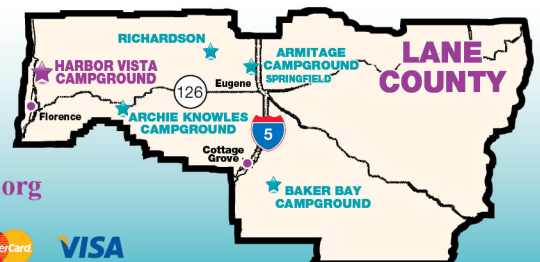 RICHARDSON
HARBOR VISTA
CAMPGROUND
ARMITAGE
CAMPGROUND
SPRINGFIELD
LANE
COUNTY
Eugene
126
Florence
ARCHIE KNOWLES
CAMPGROUND
5
Cottage
Grove
BAKER BAY
CAMPGROUND
org
erCard
VISA